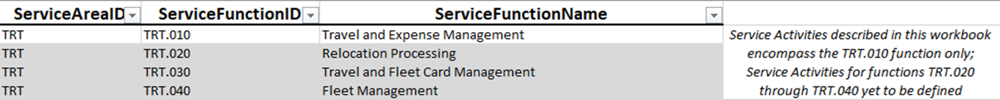 ServiceAreaID ServiceFunctionID ServiceFunctionName
TRT TRT.010 Travel and Expense Management Service Activities described in this workbook
TRT TRT.020 Relocation Processing encompass the TRT.010 function only;
TRT TRT.030 Travel and Fleet Card Management Service Activities for functions TRT.020
TRT TRT.040 Fleet Management through TRT.040 yet to be defined